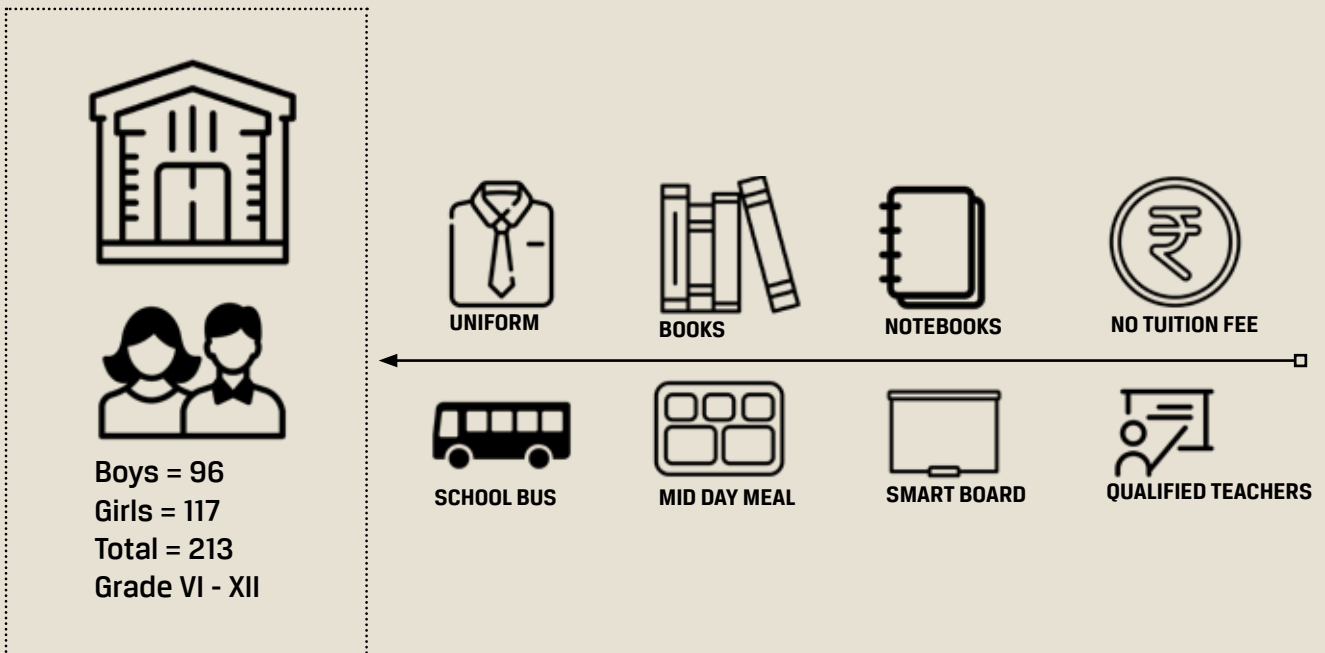 Boys = 96
Girls = 117
Total = 213
Grade VI - XII
UNIFORM
BOOKS
NOTEBOOKS
NO TUITION FEE
SCHOOL BUS
MID DAY MEAL
SMART BOARD
QUALIFIED TEACHERS